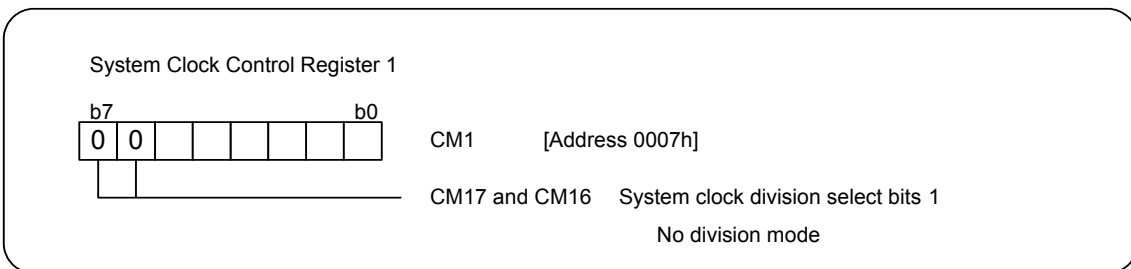 System Clock Control Register 1
b7 b0
0 0 CM1 [Address 0007h]
CM17 and CM16 System clock division select bits 1
No division mode